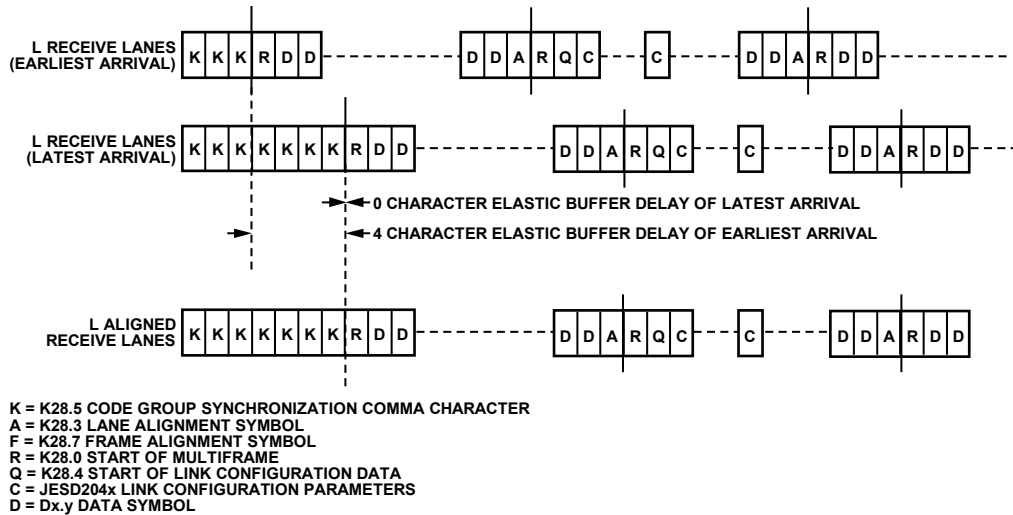 L RECEIVE LANES
(EARLIEST ARRIVAL)
K K K R D D
D D A R Q C
C
D D A R D D
L RECEIVE LANES
(LATEST ARRIVAL)
K K K K K K K R D D
D D A R Q C
C
D D A R D D
0 CHARACTER ELASTIC BUFFER DELAY OF LATEST ARRIVAL
4 CHARACTER ELASTIC BUFFER DELAY OF EARLIEST ARRIVAL
L ALIGNED
RECEIVE LANES
K K K K K K K R D D
D D A R Q C
C
D D A R D D
K = K28.5 CODE GROUP SYNCHRONIZATION COMMA CHARACTER
A = K28.3 LANE ALIGNMENT SYMBOL
F = K28.7 FRAME ALIGNMENT SYMBOL
R = K28.0 START OF MULTIFRAME
Q = K28.4 START OF LINK CONFIGURATION DATA
C = JESD204x LINK CONFIGURATION PARAMETERS
D = Dx.y DATA SYMBOL